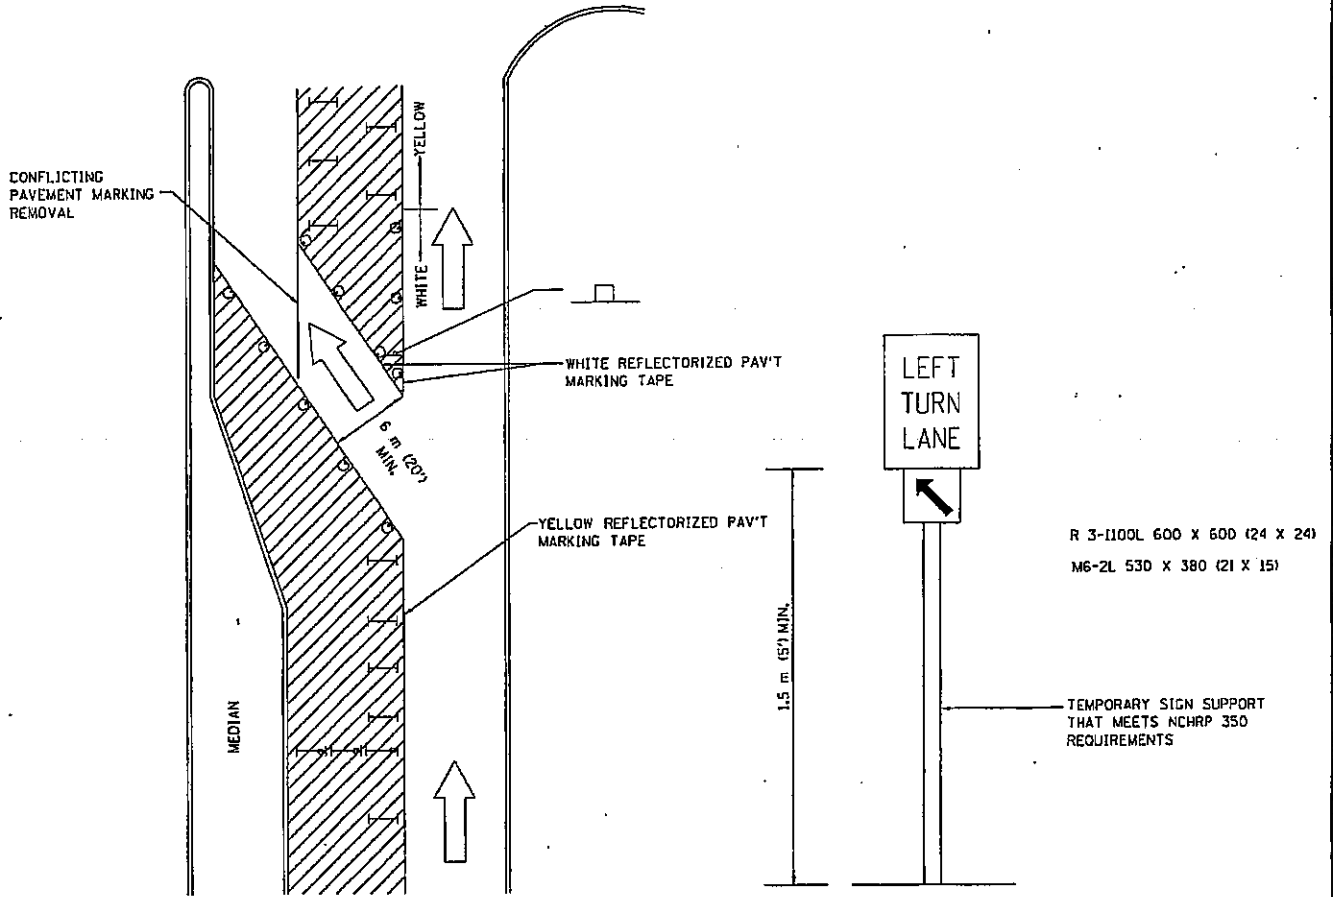 CONFLICTING
PAVEMENT MARKING
REMOVAL
YELLOW
WHITE
WHITE REFLECTORIZED PAV'T
MARKING TAPE
6 m (20')
MIN.
YELLOW REFLECTORIZED PAV'T
MARKING TAPE
MEDIAN
LEFT
TURN
LANE
1.5 m (5') MIN.
R 3-I100L 600 X 600 (24 X 24)
M6-2L 530 X 380 (21 X 15)
TEMPORARY SIGN SUPPORT
THAT MEETS NCHRP 350
REQUIREMENTS